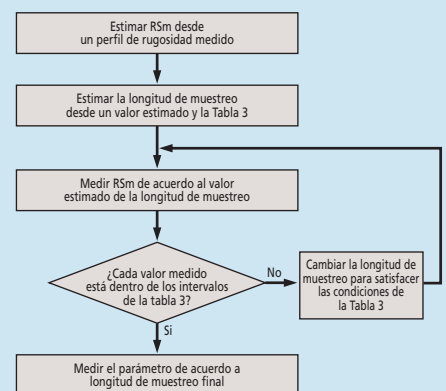 Estimar RSm desde
un perfil de rugosidad medido
Estimar la longitud de muestreo
desde un valor estimado y la Tabla 3
Medir RSm de acuerdo al valor
estimado de la longitud de muestreo
¿Cada valor medido
está dentro de los intervalos
de la tabla 3?
No
Cambiar la longitud de
muestreo para satisfacer
las condiciones de
la Tabla 3
Si
Medir el parámetro de acuerdo a
longitud de muestreo final